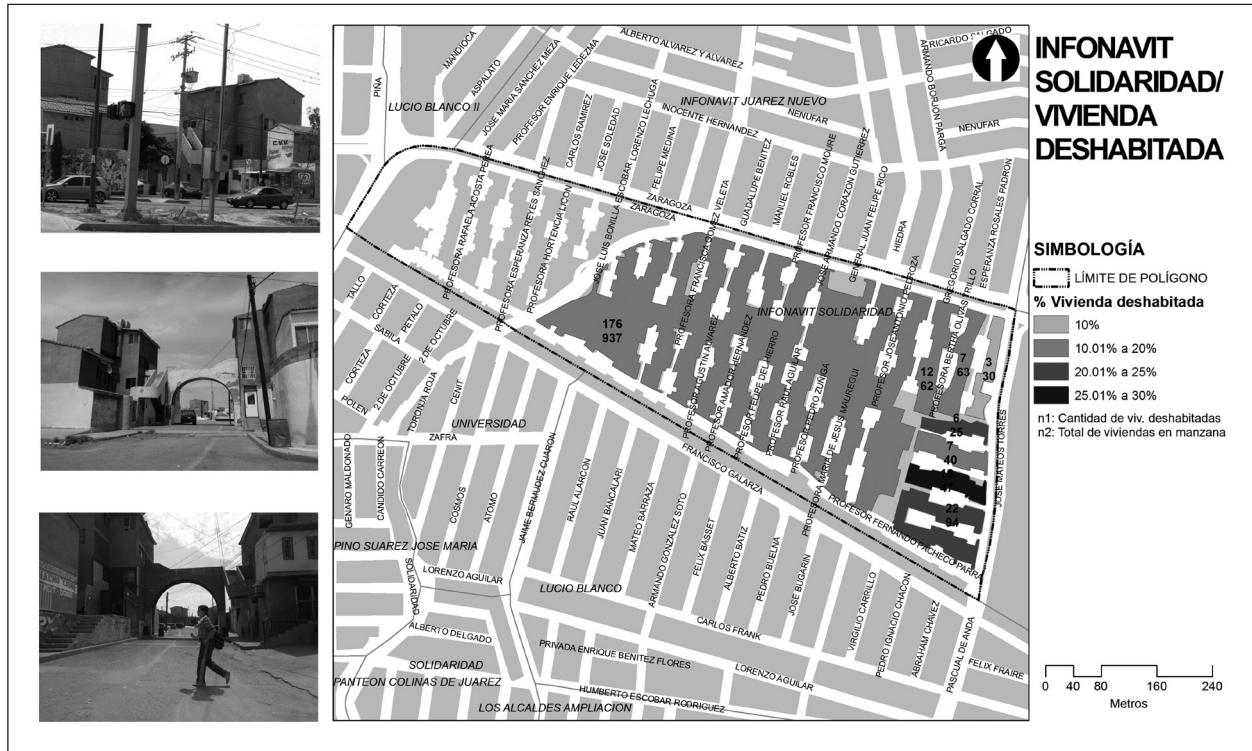 C.V.M.
INFONAVIT
SOLIDARIDAD/
VIVIENDA
DESHABITADA
SIMBOLOGÍA
LÍMITE DE POLÍGONO
% Vivienda deshabitada
10%
10.01% a 20%
20.01% a 25%
25.01% a 30%
n1: Cantidad de viv. deshabitadas
n2: Total de viviendas en manzana
0 40 80 160 240
Metros
RICARDO SALGADO
ALBERTO ALVAREZ Y ALVAREZ
ARMANDO BORJON PARGA
MANDIOCA
ASPALATO
PIÑA
JOSE MARIA SANCHEZ MEZA
PROFESOR ENRIQUE LEDEZMA
LUCIO BLANCO II
INFONAVIT JUAREZ NUEVO
NENUFAR
NENUFAR
INOCENTE HERNANDEZ
CARLOS RAMIREZ
JOSE SOLEDAD
LORENZO LECHUGA
FELIPE MEDINA
GUADALUPE BENITEZ
MANUEL ROBLES
PROFESOR FRANCISCO MOURE
JOSE ARMANDO CORAZON GUTIERREZ
GENERAL JUAN FELIPE RICO
HIEDRA
GREGORIO SALGADO CORRAL
ESPERANZA ROSALES PADRON
ZARAGOZA
ZARAGOZA
PROFESORA RAFAELA ACOSTA PEREA
PROFESORA ESPERANZA REYES SANCHEZ
PROFESORA HORTENCIA LICON
JOSE LUIS BONILLA ESCOBAR
PROFESORA FRANCISCA GOMEZ VELETA
INFONAVIT SOLIDARIDAD
PROFESOR JOSE ANTONIO PEDROZA
176
937
12
62
7
63
3
30
6
25
7
40
47
22
94
PROFESOR AGUSTIN ALVAREZ
PROFESOR AMADOR HERNANDEZ
PROFESOR FELIPE DEL HIERRO
PROFESOR RAUL AGUILAR
PROFESOR PEDRO ZUÑIGA
PROFESORA MARIA DE JESUS MAUREGUI
PROFESOR FERNANDO PACHECO PARRA
JOSE MATEOS TORRES
TALLO
CORTEZA
SABILA
PETALO
2 DE OCTUBRE
CORTEZA
2 DE OCTUBRE
POLEN
TORONJA ROJA
CENIT
UNIVERSIDAD
ZAFRA
FRANCISCO GALARZA
GENARO MALDONADO
CANDIDO CARREON
COSMOS
ATOMO
JAIME BERMUDEZ CUARON
RAUL ALARCON
JUAN BANCALARI
MATEO BARRAZA
ARMANDO GONZALEZ SOTO
FELIX BASSET
ALBERTO BATIZ
PEDRO BUELNA
JOSE BUGARIN
VIRGILIO CARRILLO
PEDRO IGNACIO CHACON
ABRAHAM CHAVEZ
PASCUAL DE ANDA
PINO SUAREZ JOSE MARIA
SOLIDARIDAD
LORENZO AGUILAR
LUCIO BLANCO
CARLOS FRANK
ALBERTO DELGADO
PRIVADA ENRIQUE BENITEZ FLORES
LORENZO AGUILAR
FELIX FRAIRE
SOLIDARIDAD
PANTEON COLINAS DE JUAREZ
HUMBERTO ESCOBAR RODRIGUEZ
LOS ALCALDES AMPLIACION